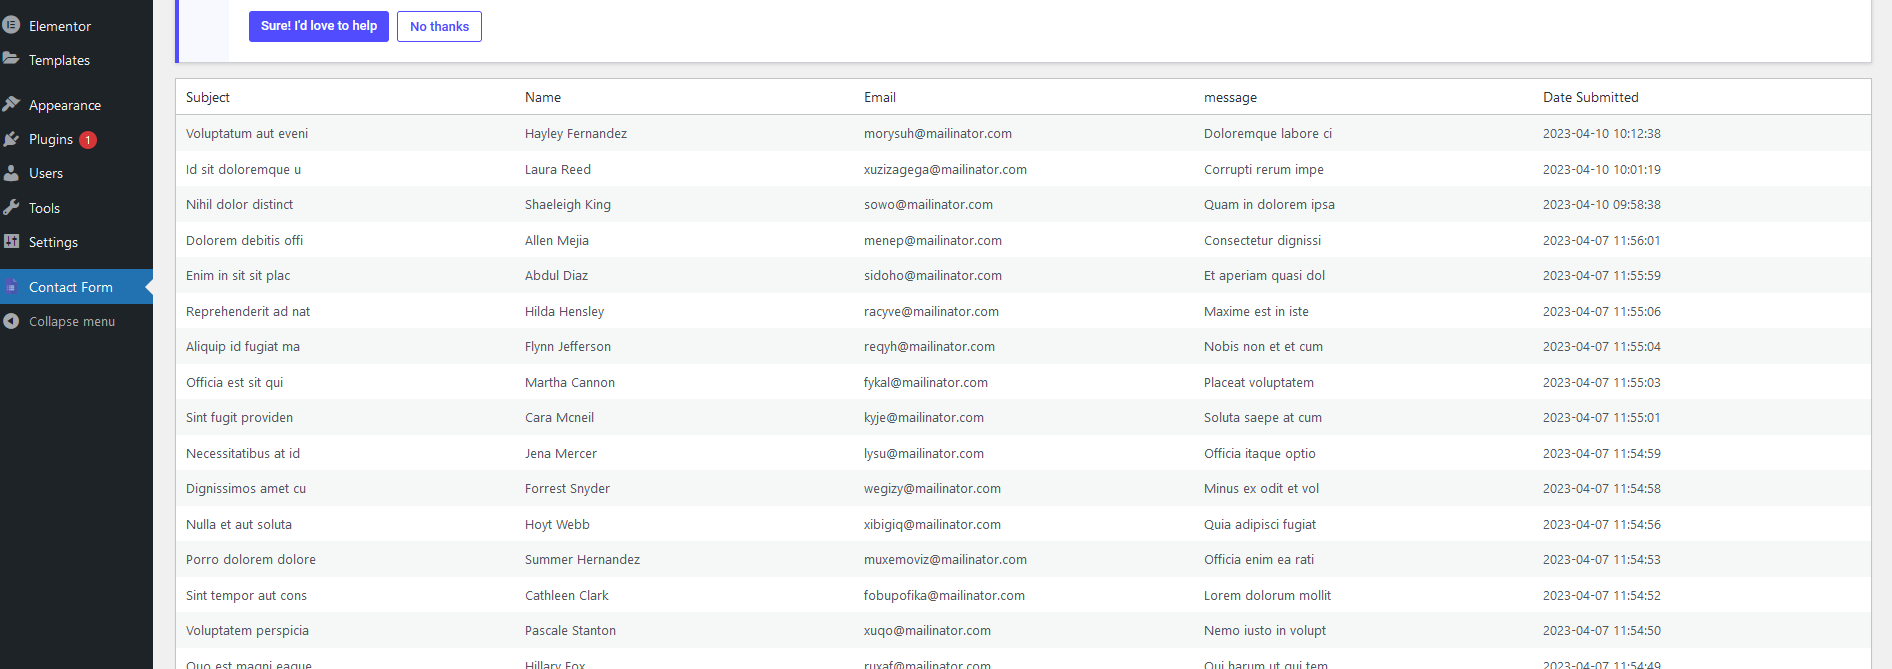 Sure! I'd love to help No thanks
Elementor
Templates
Appearance
Plugins 1
Users
Tools
Settings
Contact Form
Collapse menu
Subject Name Email message Date Submitted
Voluptatum aut eveni Hayley Fernandez morysuh@mailinator.com Doloremque labore ci 2023-04-10 10:12:38
Id sit doloremque u Laura Reed xuzizagega@mailinator.com Corrupti rerum impe 2023-04-10 10:01:19
Nihil dolor distinct Shaeleigh King sowo@mailinator.com Quam in dolorem ipsa 2023-04-10 09:58:38
Dolorem debitis offi Allen Mejia menep@mailinator.com Consectetur dignissi 2023-04-07 11:56:01
Enim in sit sit plac Abdul Diaz sidoho@mailinator.com Et aperiam quasi dol 2023-04-07 11:55:59
Reprehenderit ad nat Hilda Hensley racyve@mailinator.com Maxime est in iste 2023-04-07 11:55:06
Aliquip id fugiat ma Flynn Jefferson reqyh@mailinator.com Nobis non et et cum 2023-04-07 11:55:04
Officia est sit qui Martha Cannon fykal@mailinator.com Placeat voluptatem 2023-04-07 11:55:03
Sint fugit providen Cara Mcneil kyje@mailinator.com Soluta saepe at cum 2023-04-07 11:55:01
Necessitatibus at id Jena Mercer lysu@mailinator.com Officia itaque optio 2023-04-07 11:54:59
Dignissimos amet cu Forrest Snyder wegizy@mailinator.com Minus ex odit et vol 2023-04-07 11:54:58
Nulla et aut soluta Hoyt Webb xibigiq@mailinator.com Quia adipisci fugiat 2023-04-07 11:54:56
Porro dolorem dolore Summer Hernandez muxemoviz@mailinator.com Officia enim ea rati 2023-04-07 11:54:53
Sint tempor aut cons Cathleen Clark fobupofika@mailinator.com Lorem dolorum mollit 2023-04-07 11:54:52
Voluptatem perspicia Pascale Stanton xuqo@mailinator.com Nemo iusto in volupt 2023-04-07 11:54:50
Quo est magni eaque Hillary Fox ruxaf@mailinator.com Qui harum ut qui tem 2023-04-07 11:54:49